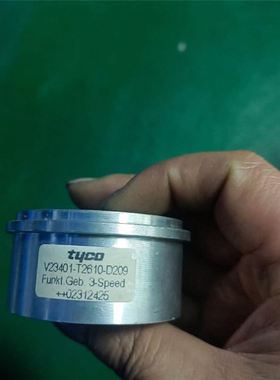 tyco
V23401-T2610-D209
Funkt.Geb. 3-Speed
++02312425